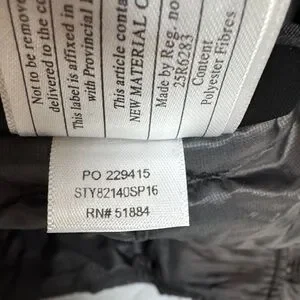 Not to be remove
delivered to the co
This label is affixed in
with Provincial
This article conta
NEW MATERIAL
Made by Reg. no
25R6283
Content
Polyester Fibres
PO 229415
STY82140SP16
RN# 51884